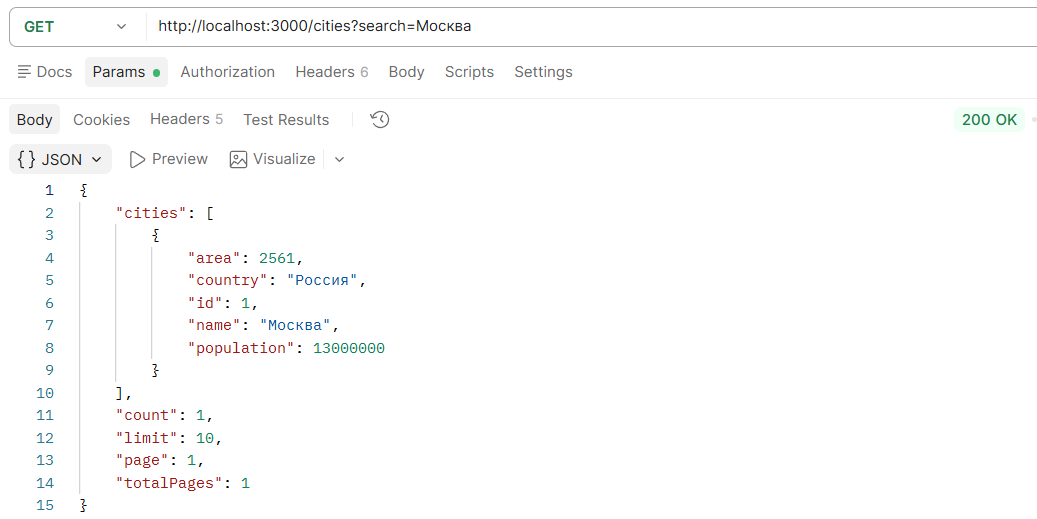 GET http://localhost:3000/cities?search=Москва
Docs Params Authorization Headers 6 Body Scripts Settings
Body Cookies Headers 5 Test Results 200 OK
{} JSON Preview Visualize
1 {
2 "cities": [
3 {
4 "area": 2561,
5 "country": "Россия",
6 "id": 1,
7 "name": "Москва",
8 "population": 13000000
9 }
10 ],
11 "count": 1,
12 "limit": 10,
13 "page": 1,
14 "totalPages": 1
15 }